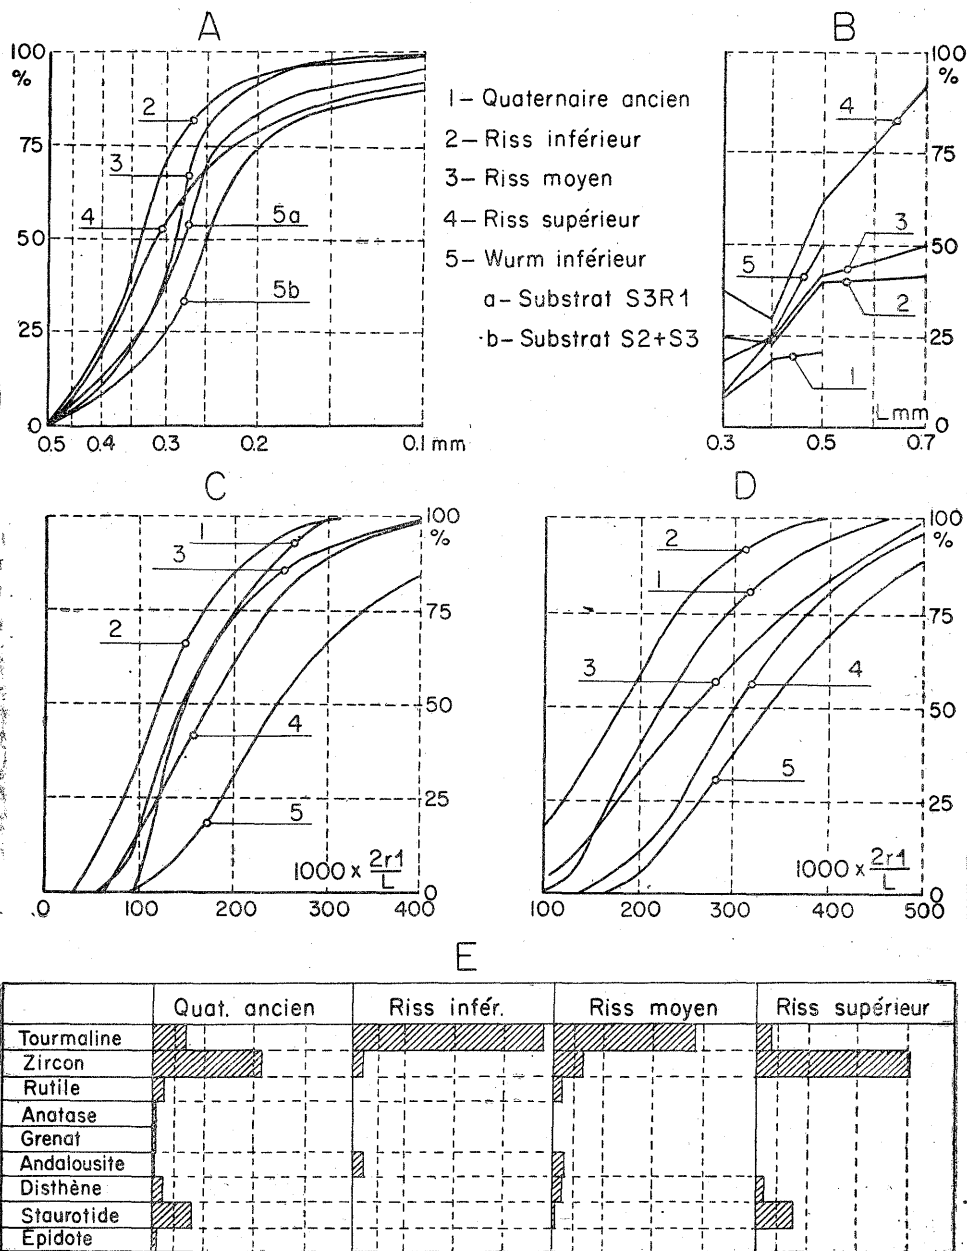 A
B
100
%
75
50
25
0
2
3
4
5a
5b
0.5 0.4 0.3 0.2 0.1 mm
1– Quaternaire ancien
2– Riss inférieur
3– Riss moyen
4– Riss supérieur
5– Wurm inférieur
a– Substrat S3R1
b– Substrat S2+S3
100
%
75
50
25
0
4
3
5
2
1
L mm
0.3 0.5 0.7
C
D
100
%
75
50
25
0
1
3
2
4
5
1000 x 2r1
L
0 100 200 300 400
100
%
75
50
25
0
2
1
3
4
5
1000 x 2r1
L
100 200 300 400 500
E
Quat. ancien Riss infér. Riss moyen Riss supérieur
Tourmaline
Zircon
Rutile
Anatase
Grenat
Andalousite
Disthène
Staurotide
Épidote